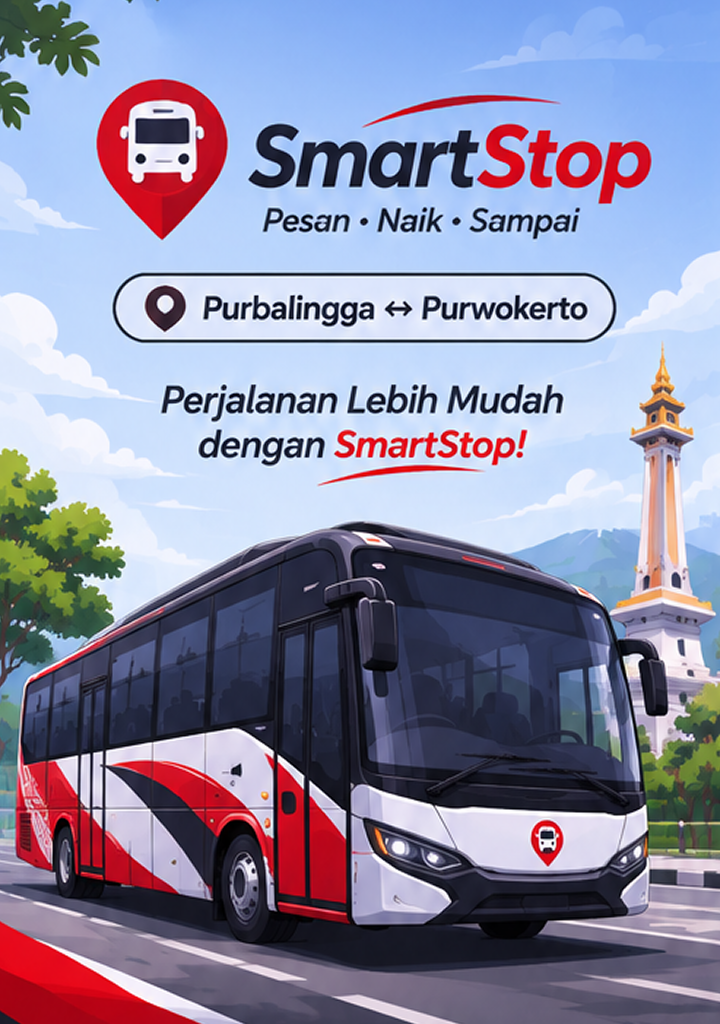 SmartStop
Pesan • Naik • Sampai
Purbalingga ↔ Purwokerto
Perjalanan Lebih Mudah
dengan SmartStop!